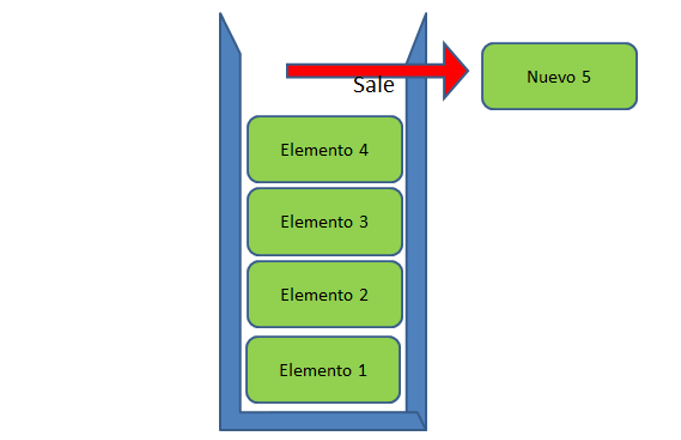 Nuevo 5
Sale
Elemento 4
Elemento 3
Elemento 2
Elemento 1